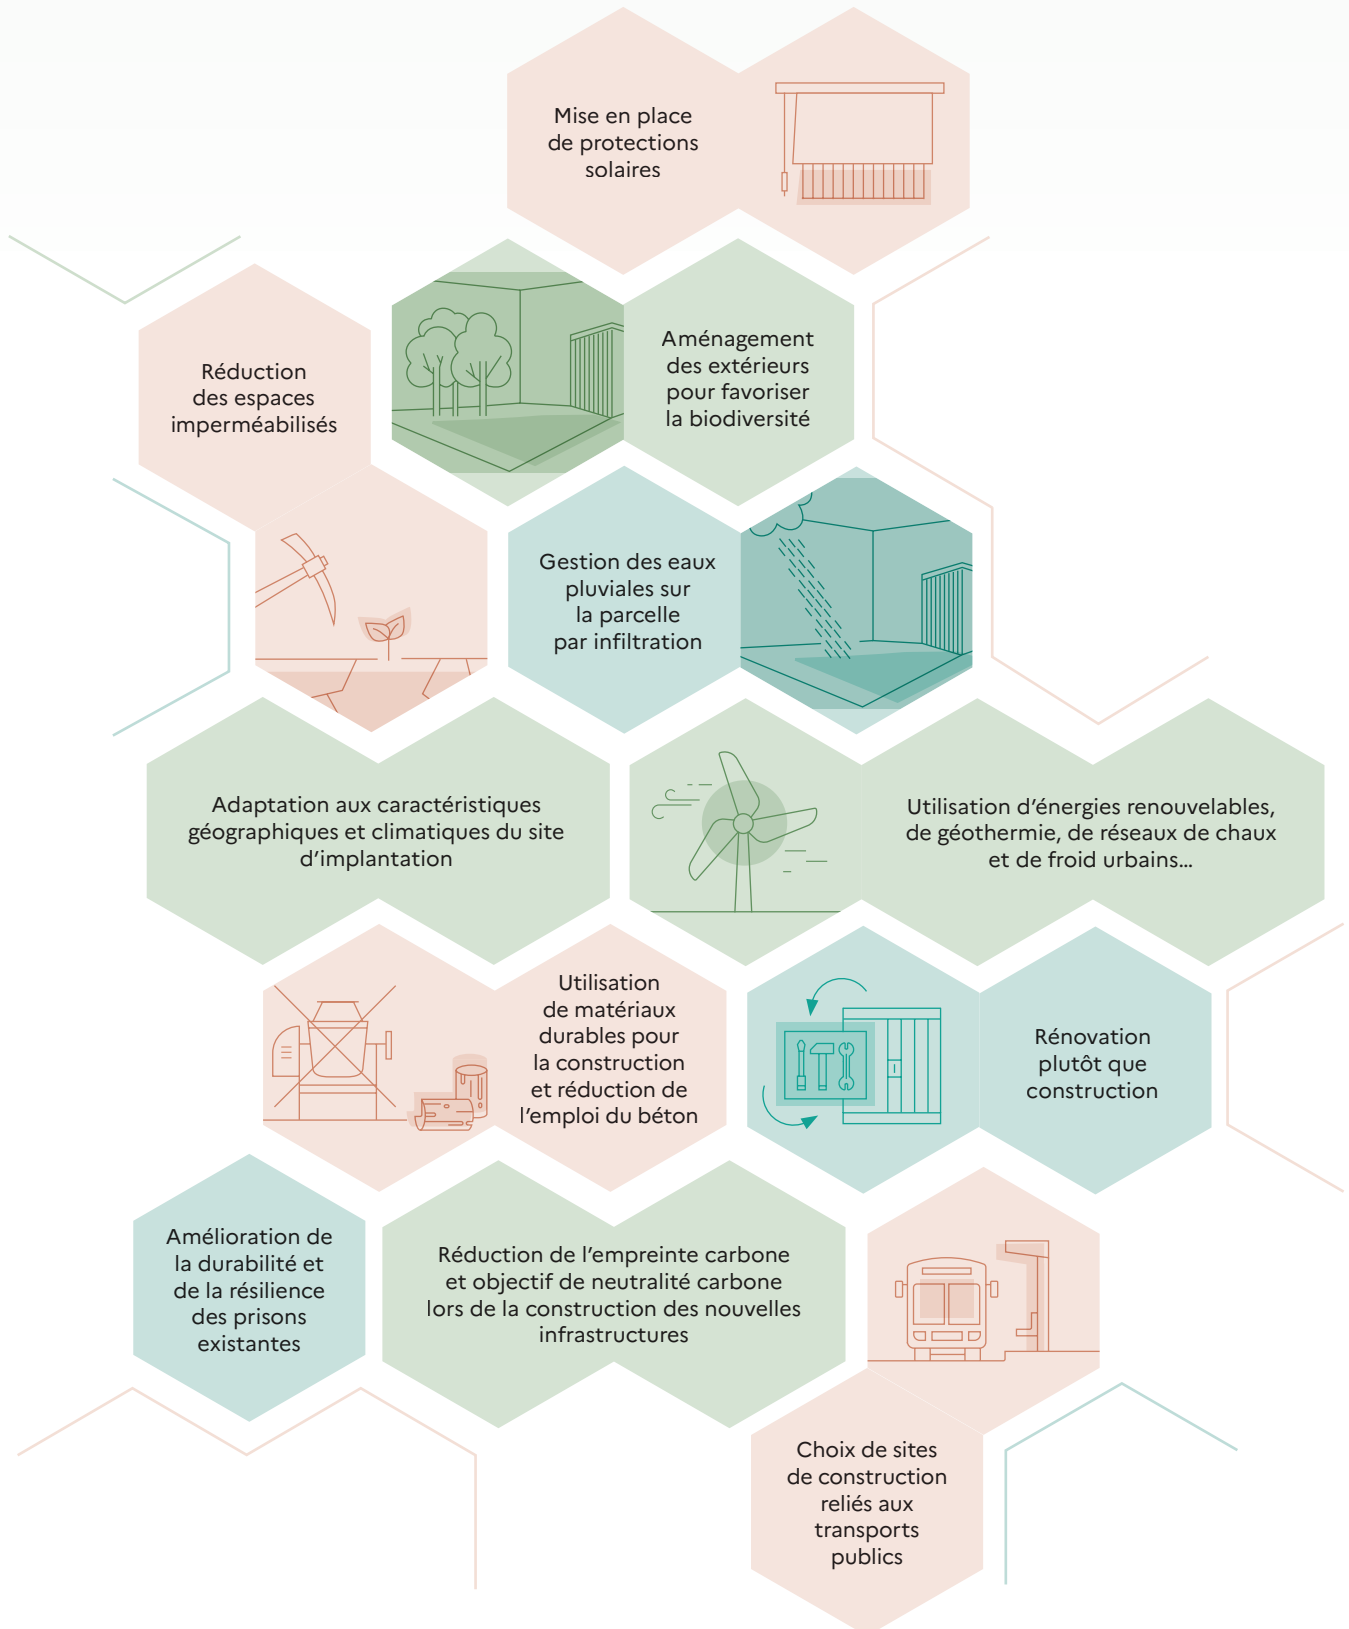 Mise en place
de protections
solaires
Réduction
des espaces
imperméabilisés
Aménagement
des extérieurs
pour favoriser
la biodiversité
Gestion des eaux
pluviales sur
la parcelle
par infiltration
Adaptation aux caractéristiques
géographiques et climatiques du site
d’implantation
Utilisation d’énergies renouvelables,
de géothermie, de réseaux de chaux
et de froid urbains…
Utilisation
de matériaux
durables pour
la construction
et réduction de
l’emploi du béton
Rénovation
plutôt que
construction
Amélioration de
la durabilité et
de la résilience
des prisons
existantes
Réduction de l’empreinte carbone
et objectif de neutralité carbone
lors de la construction des nouvelles
infrastructures
Choix de sites
de construction
reliés aux
transports
publics